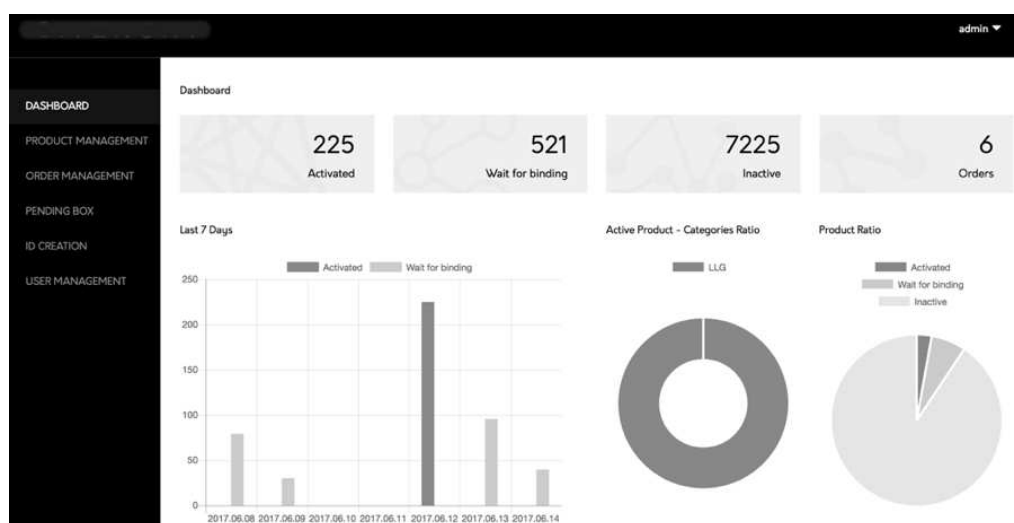 admin
DASHBOARD
PRODUCT MANAGEMENT
ORDER MANAGEMENT
PENDING BOX
ID CREATION
USER MANAGEMENT
Dashboard
225
Activated
521
Wait for binding
7225
Inactive
6
Orders
Last 7 Days
Activated Wait for binding
250
200
150
100
50
0
2017.06.08 2017.06.09 2017.06.10 2017.06.11 2017.06.12 2017.06.13 2017.06.14
Active Product - Categories Ratio
LLG
Product Ratio
Activated
Wait for binding
Inactive